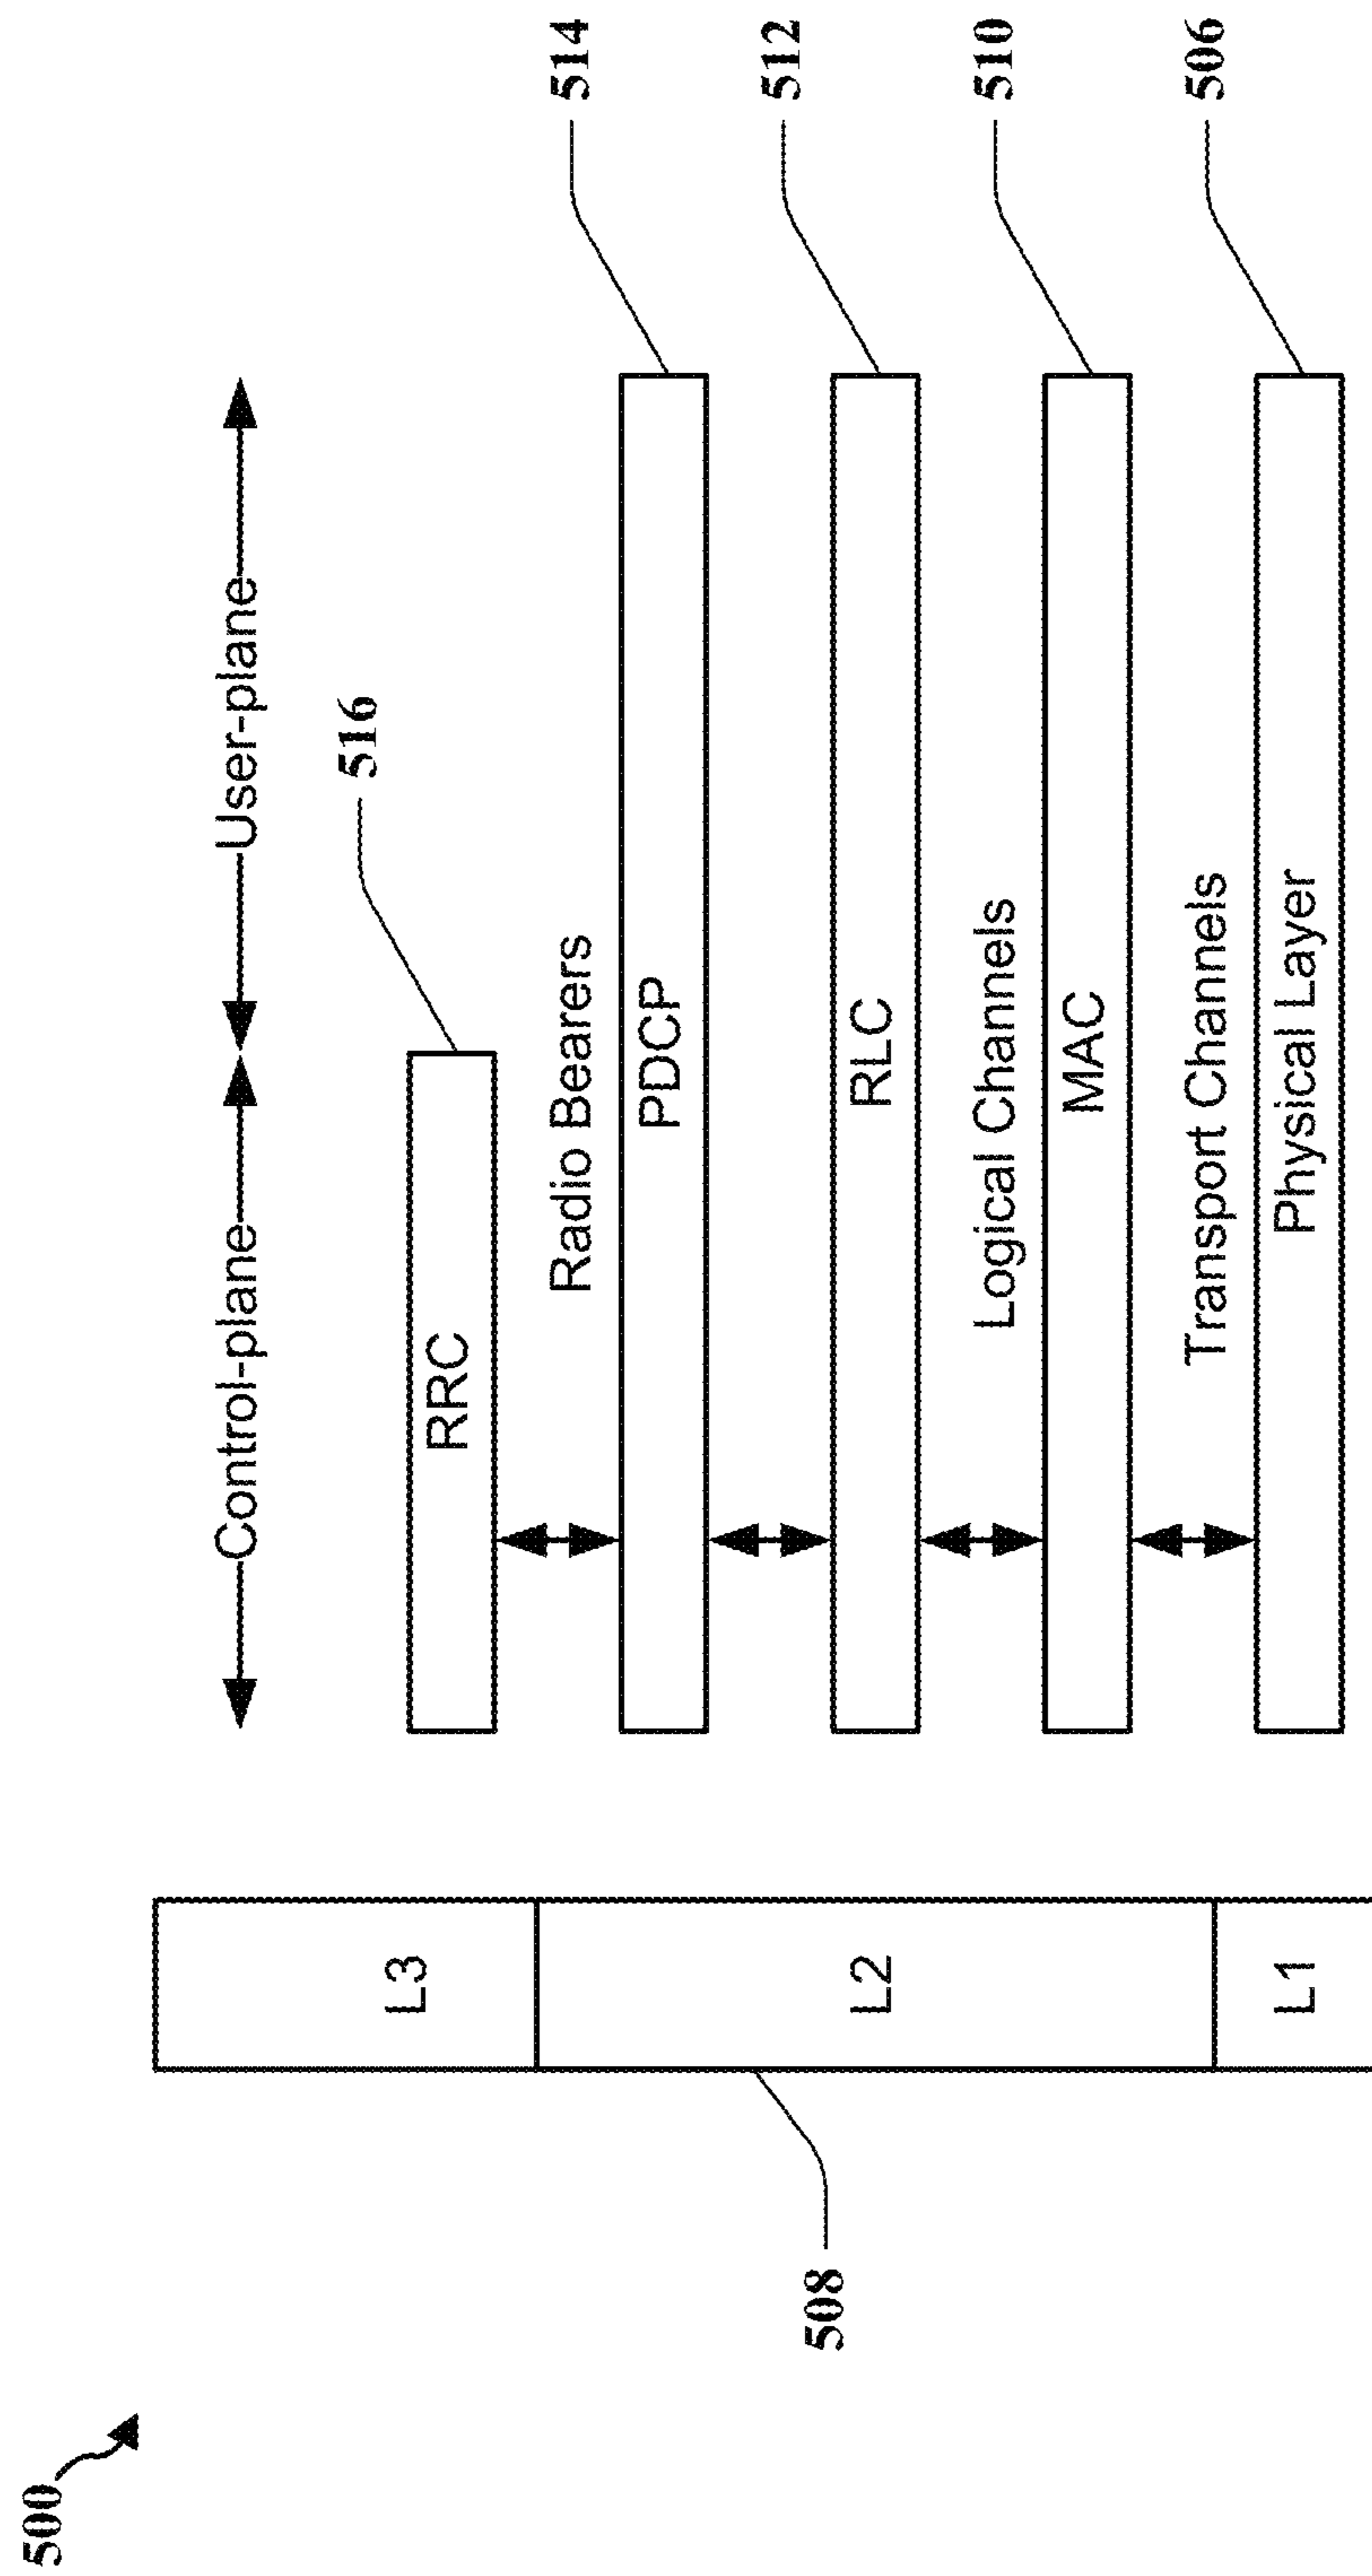 500
Control-plane
User-plane
516
L3
RRC
Radio Bearers
514
PDCP
508
L2
512
RLC
Logical Channels
510
MAC
Transport Channels
506
L1
Physical Layer